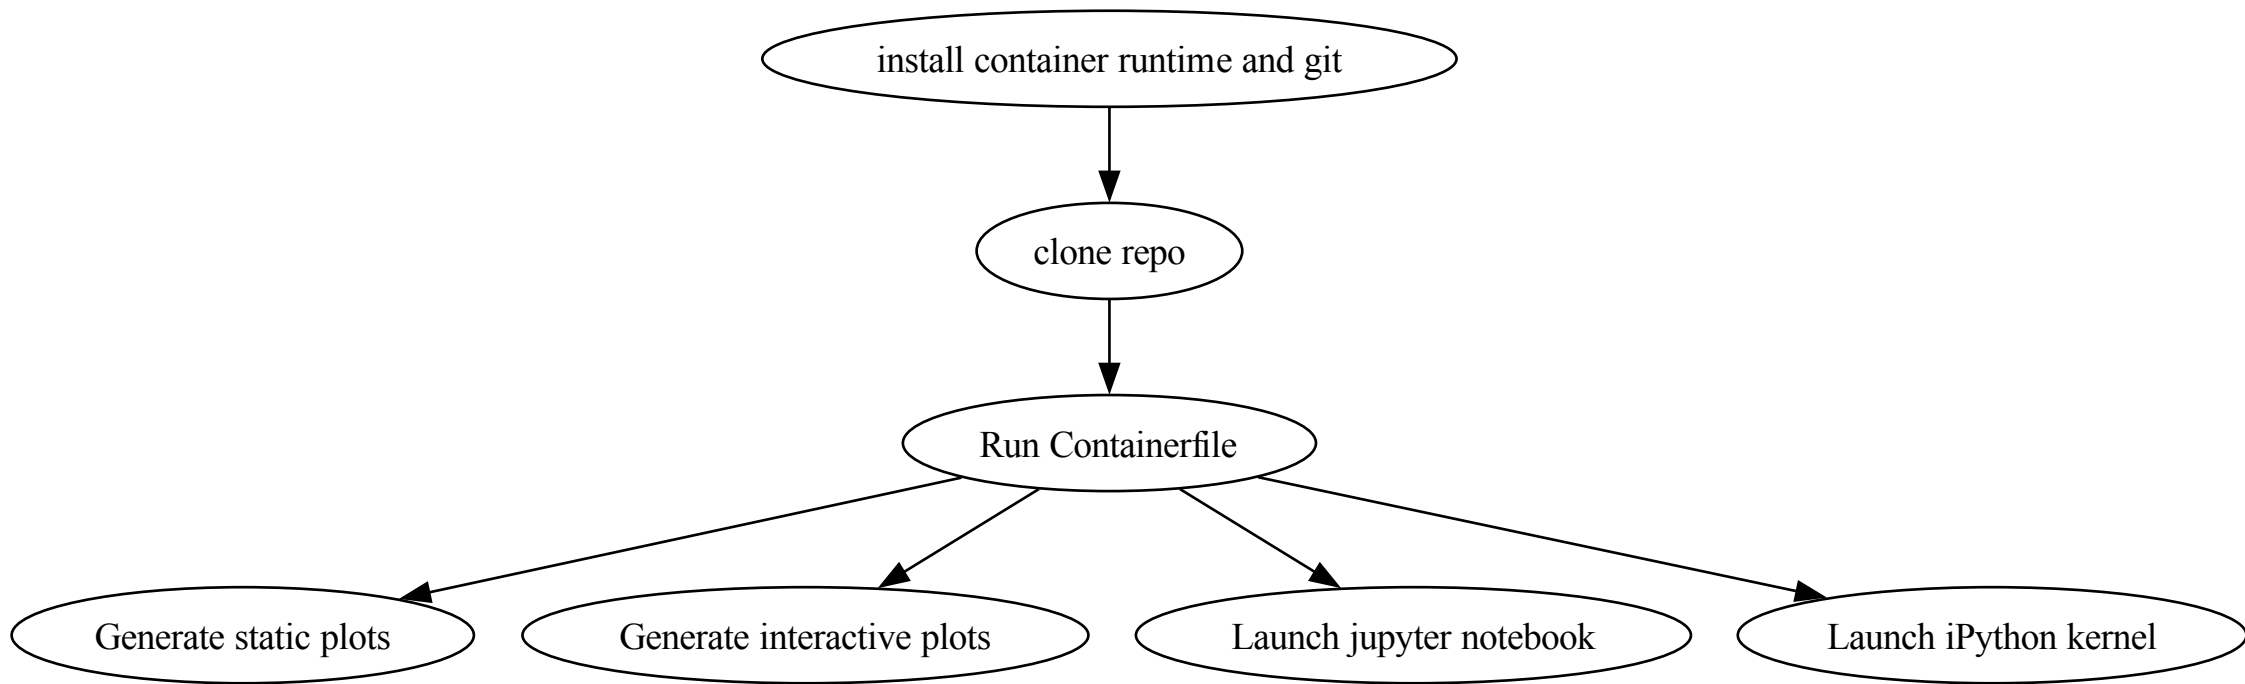 install container runtime and git
clone repo
Run Containerfile
Generate static plots
Generate interactive plots
Launch jupyter notebook
Launch iPython kernel